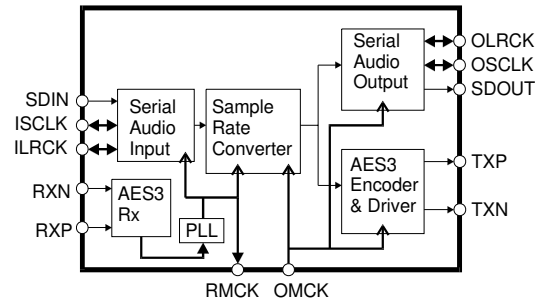 SDIN
ISCLK
ILRCK
RXN
RXP
Serial
Audio
Input
AES3
Rx
PLL
Sample
Rate
Converter
Serial
Audio
Output
AES3
Encoder
& Driver
OLRCK
OSCLK
SDOUT
TXP
TXN
RMCK
OMCK